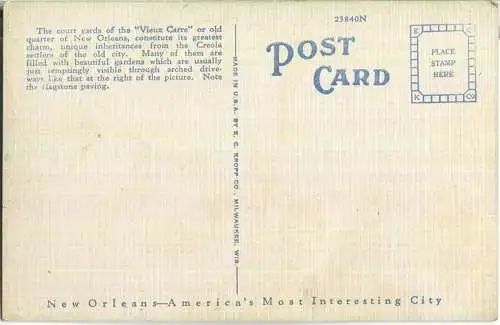 The court cards of the "Vieux Carre" or old
quarter of New Orleans, constitute its greatest
charm, unique inheritances from the Creole
settlers of the old city. Many of them are
filled with beautiful gardens which are usually
just temptingly visible through arched drive-
ways like that at the right of the picture. Note
the flagstone paving.
23840N
POST
CARD
E C
PLACE
STAMP
HERE
K Co
MADE IN U.S.A. BY E. C. KROPP CO., MILWAUKEE, WIS.
New Orleans—America's Most Interesting City